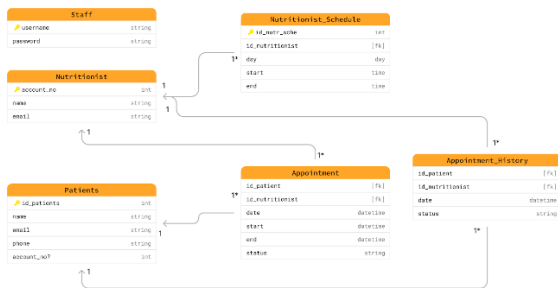 Staff
username string
password string
Nutritionist_Schedule
id_nutr_sche int
id_nutritionist [fk]
day day
start time
end time
Nutritionist
account_no int
name string
email string
1*
1
1
1
1*
1*
Patients
id_patients int
name string
email string
phone string
account_no? int
1*
1
1
Appointment
id_patient [fk]
id_nutritionist [fk]
date datetime
start datetime
end datetime
status string
Appointment_History
id_patient [fk]
id_nutritionist [fk]
date datetime
status string
1*